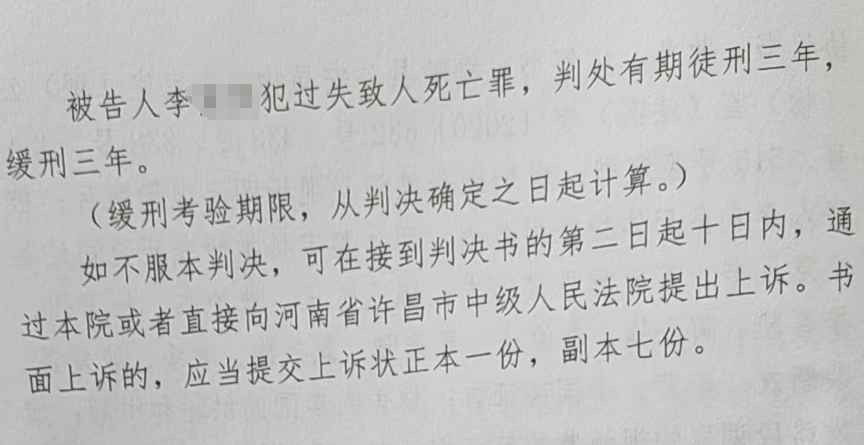 被告人李 犯过失致人死亡罪，判处有期徒刑三年，
缓刑三年。
（缓刑考验期限，从判决确定之日起计算。）
如不服本判决，可在接到判决书的第二日起十日内，通
过本院或者直接向河南省许昌市中级人民法院提出上诉。书
面上诉的，应当提交上诉状正本一份，副本七份。